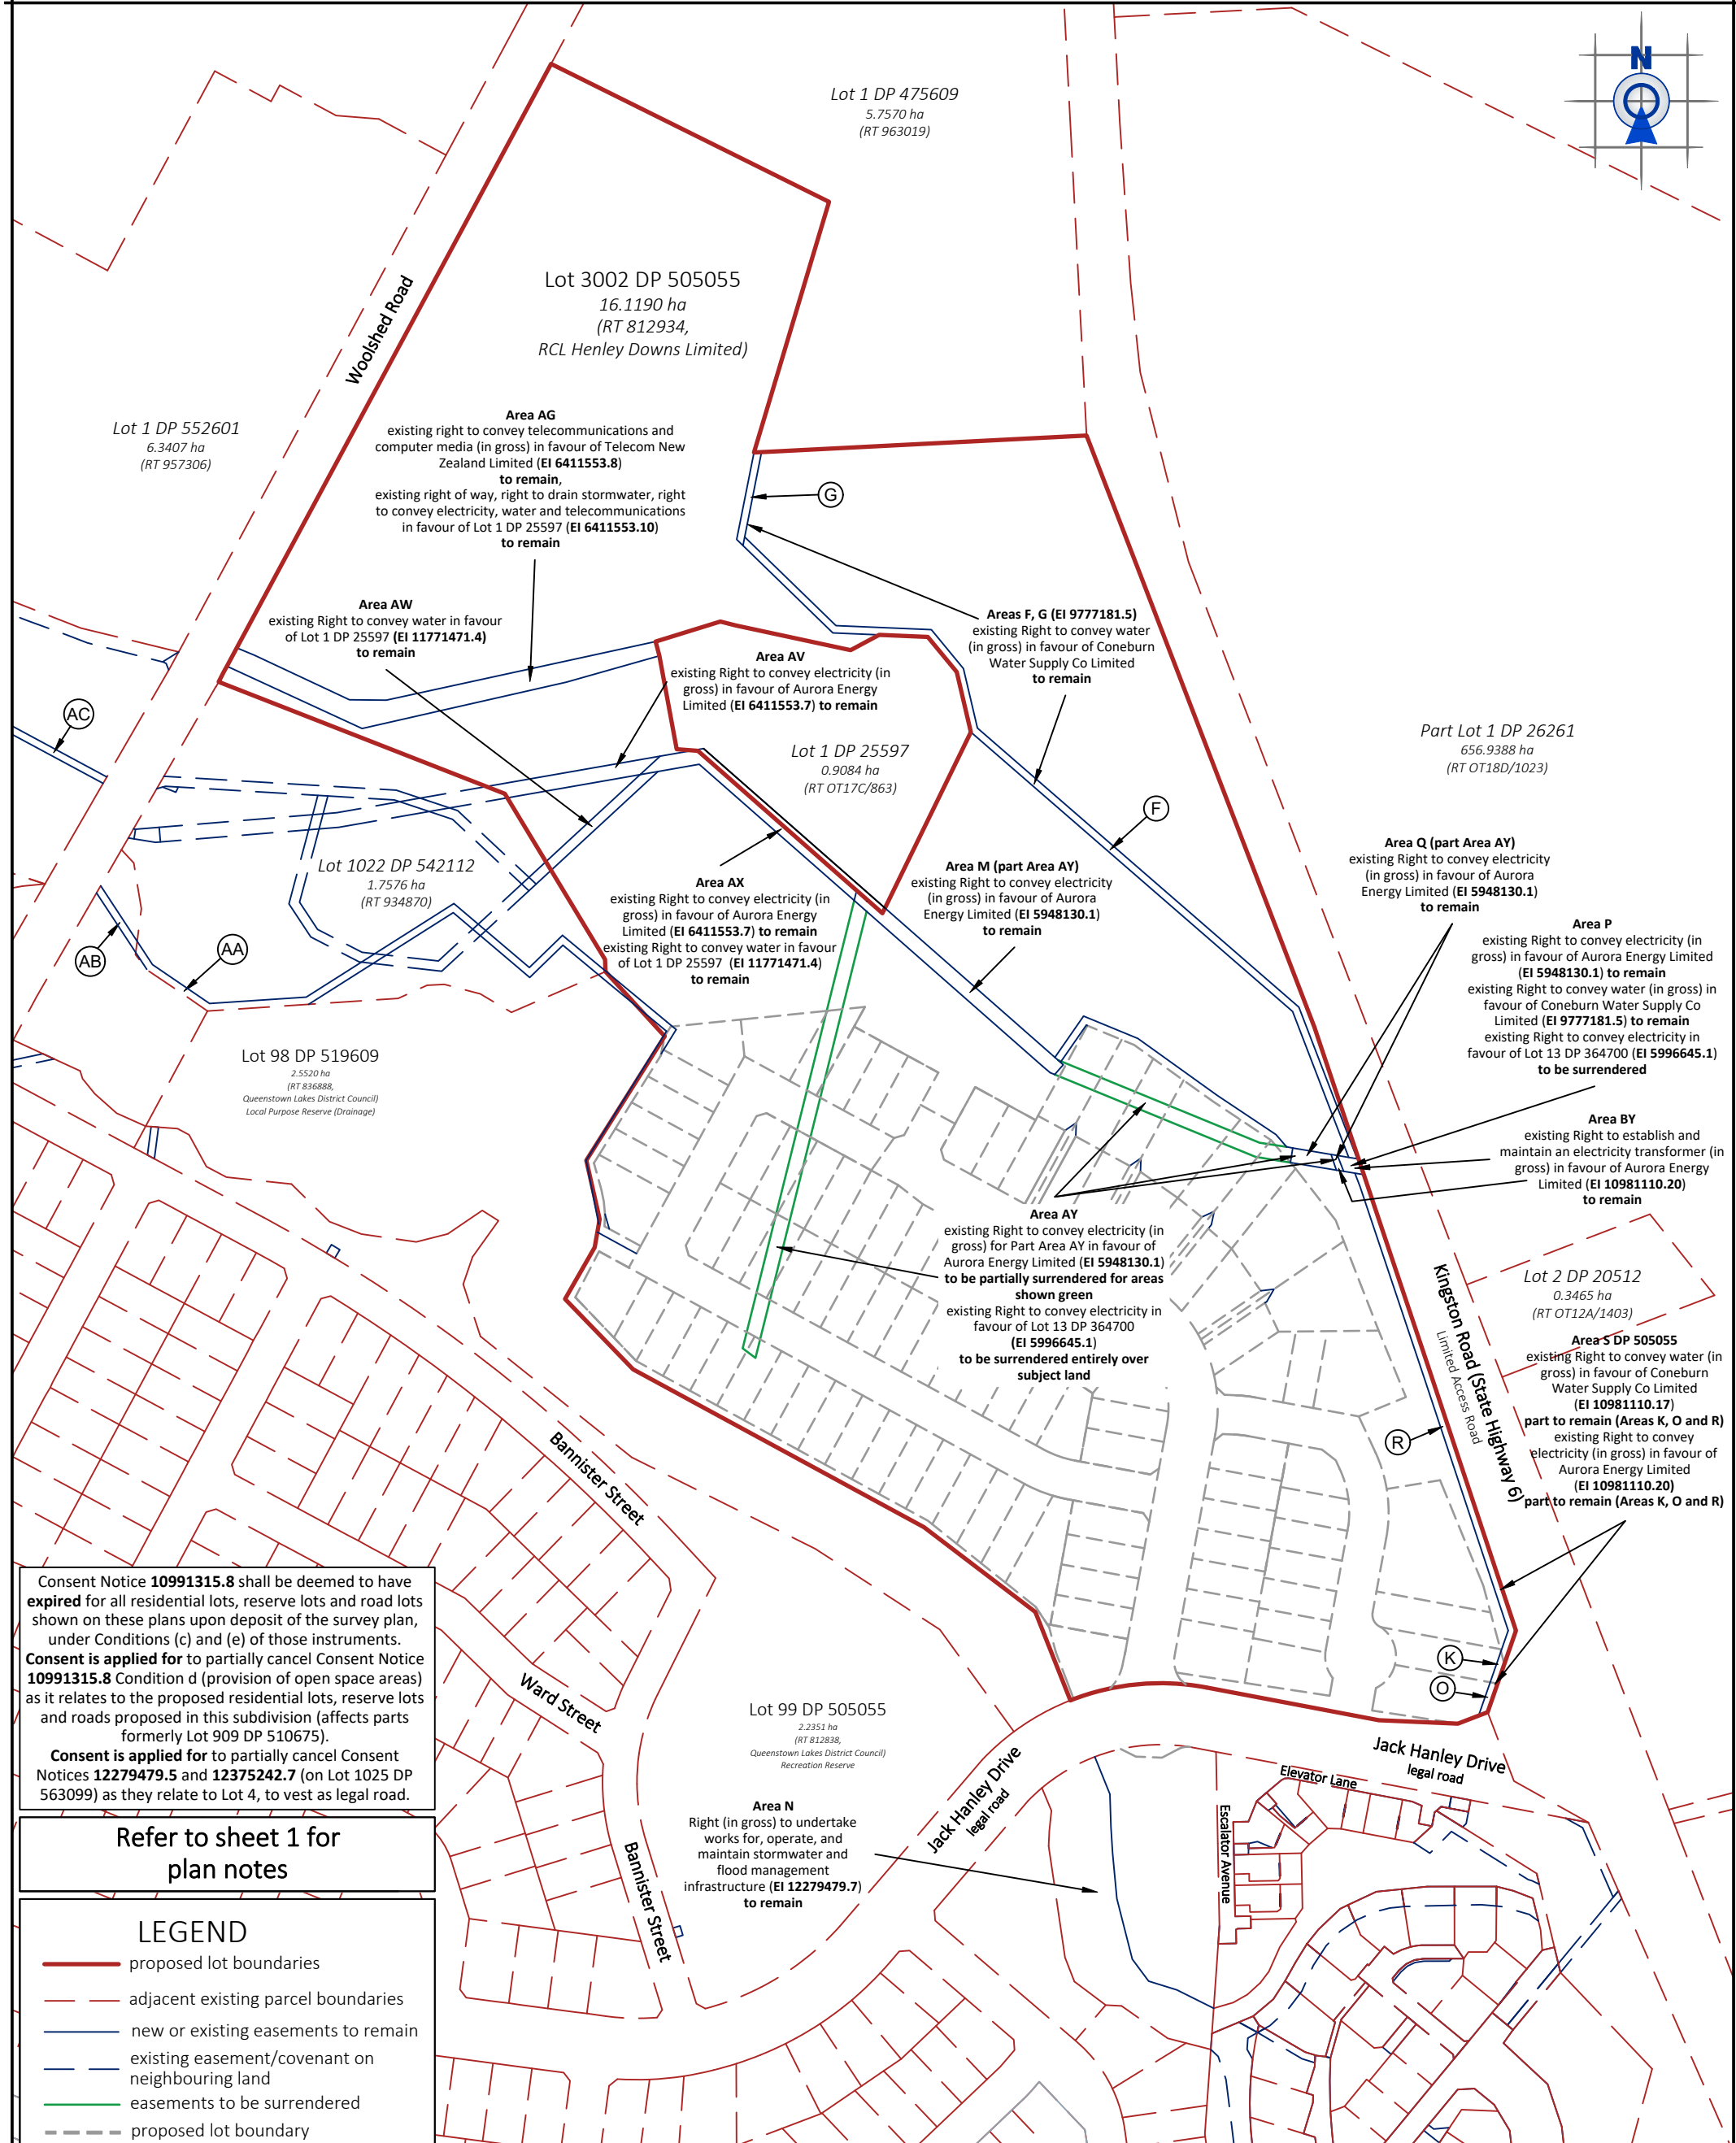 N
Lot 1 DP 475609
5.7570 ha
(RT 963019)
Lot 3002 DP 505055
16.1190 ha
(RT 812934,
RCL Henley Downs Limited)
Woolshed Road
Lot 1 DP 552601
6.3407 ha
(RT 957306)
Area AG
existing right to convey telecommunications and
computer media (in gross) in favour of Telecom New
Zealand Limited (EI 6411553.8)
to remain,
existing right of way, right to drain stormwater, right
to convey electricity, water and telecommunications
in favour of Lot 1 DP 25597 (EI 6411553.10)
to remain
G
Area AW
existing Right to convey water in favour
of Lot 1 DP 25597 (EI 11771471.4)
to remain
Areas F, G (EI 9777181.5)
existing Right to convey water
(in gross) in favour of Coneburn
Water Supply Co Limited
to remain
Area AV
existing Right to convey electricity (in
gross) in favour of Aurora Energy
Limited (EI 6411553.7) to remain
AC
Lot 1 DP 25597
0.9084 ha
(RT OT17C/863)
Part Lot 1 DP 26261
656.9388 ha
(RT OT18D/1023)
F
Lot 1022 DP 542112
1.7576 ha
(RT 934870)
Area AX
existing Right to convey electricity (in
gross) in favour of Aurora Energy
Limited (EI 6411553.7) to remain
existing Right to convey water in favour
of Lot 1 DP 25597 (EI 11771471.4)
to remain
Area M (part Area AY)
existing Right to convey electricity
(in gross) in favour of Aurora
Energy Limited (EI 5948130.1)
to remain
Area Q (part Area AY)
existing Right to convey electricity
(in gross) in favour of Aurora
Energy Limited (EI 5948130.1)
to remain
Area P
existing Right to convey electricity (in
gross) in favour of Aurora Energy Limited
(EI 5948130.1) to remain
existing Right to convey water (in gross) in
favour of Coneburn Water Supply Co
Limited (EI 9777181.5) to remain
existing Right to convey electricity in
favour of Lot 13 DP 364700 (EI 5996645.1)
to be surrendered
AB
AA
Lot 98 DP 519609
2.5520 ha
(RT 836888,
Queenstown Lakes District Council)
Local Purpose Reserve (Drainage)
Area BY
existing Right to establish and
maintain an electricity transformer (in
gross) in favour of Aurora Energy
Limited (EI 10981110.20)
to remain
Area AY
existing Right to convey electricity (in
gross) for Part Area AY in favour of
Aurora Energy Limited (EI 5948130.1)
to be partially surrendered for areas
shown green
existing Right to convey electricity in
favour of Lot 13 DP 364700
(EI 5996645.1)
to be surrendered entirely over
subject land
Kingston Road (State Highway 6)
Limited Access Road
Lot 2 DP 20512
0.3465 ha
(RT OT12A/1403)
Area S DP 505055
existing Right to convey water (in
gross) in favour of Coneburn
Water Supply Co Limited
(EI 10981110.17)
part to remain (Areas K, O and R)
existing Right to convey
electricity (in gross) in favour of
Aurora Energy Limited
(EI 10981110.20)
part to remain (Areas K, O and R)
R
Bannister Street
Consent Notice 10991315.8 shall be deemed to have
expired for all residential lots, reserve lots and road lots
shown on these plans upon deposit of the survey plan,
under Conditions (c) and (e) of those instruments.
Consent is applied for to partially cancel Consent Notice
10991315.8 Condition d (provision of open space areas)
as it relates to the proposed residential lots, reserve lots
and roads proposed in this subdivision (affects parts
formerly Lot 909 DP 510675).
Consent is applied for to partially cancel Consent
Notices 12279479.5 and 12375242.7 (on Lot 1025 DP
563099) as they relate to Lot 4, to vest as legal road.
K
O
Ward Street
Lot 99 DP 505055
2.2351 ha
(RT 812838,
Queenstown Lakes District Council)
Recreation Reserve
Jack Hanley Drive
legal road
Jack Hanley Drive
legal road
Elevator Lane
Escalator Avenue
Area N
Right (in gross) to undertake
works for, operate, and
maintain stormwater and
flood management
infrastructure (EI 12279479.7)
to remain
Bannister Street
Refer to sheet 1 for
plan notes
LEGEND
proposed lot boundaries
adjacent existing parcel boundaries
new or existing easements to remain
existing easement/covenant on
neighbouring land
easements to be surrendered
proposed lot boundary